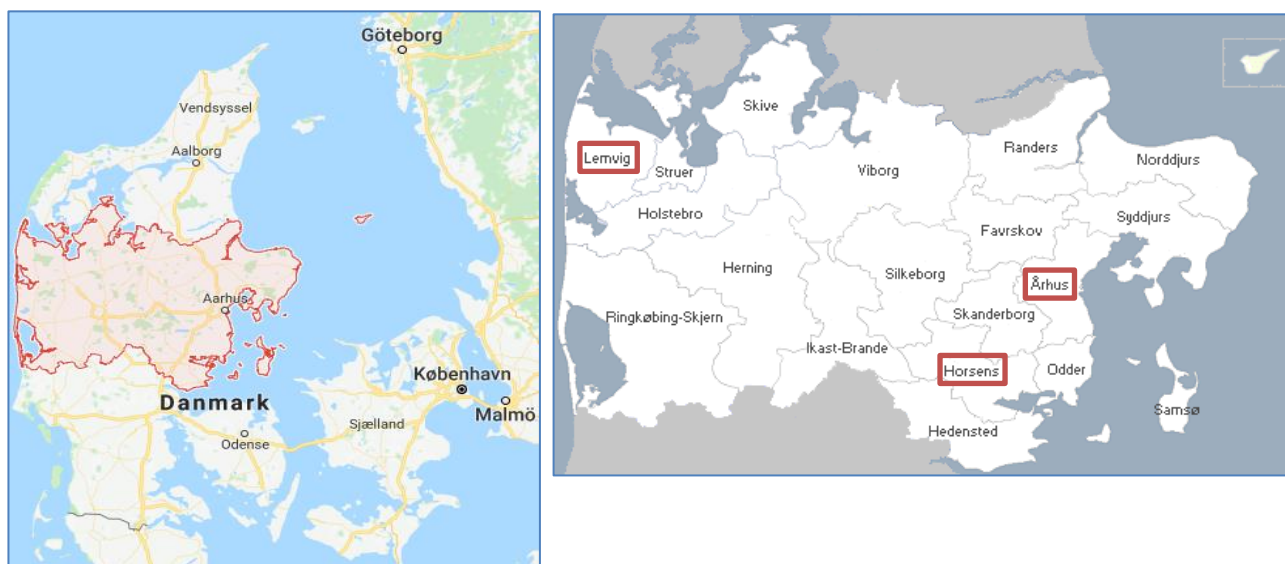 Göteborg
Vendsyssel
Aalborg
Aarhus
København
Danmark
Malmö
Sjælland
Odense
Skive
Randers
Lemvig
Norddjurs
Struer
Viborg
Holstebro
Syddjurs
Favrskov
Herning
Silkeborg
Århus
Ringkøbing-Skjern
Skanderborg
Ikast-Brande
Horsens
Odder
Samsø
Hedensted